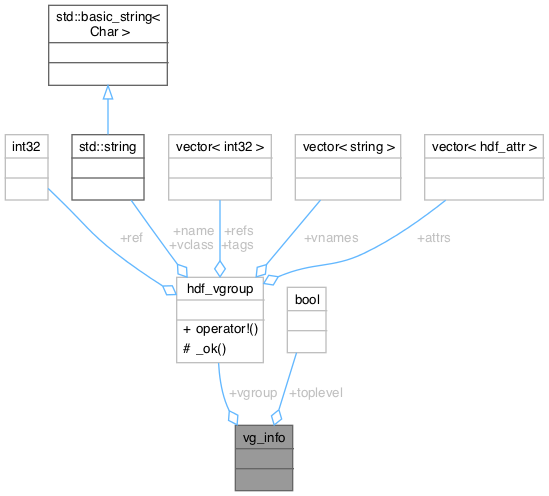 std::basic_string<
Char >
int32
std::string
vector< int32 >
vector< string >
vector< hdf_attr >
+ref
+name
+vclass
+refs
+tags
+vnames
+attrs
hdf_vgroup
+ operator!()
# _ok()
bool
+vgroup
+toplevel
vg_info